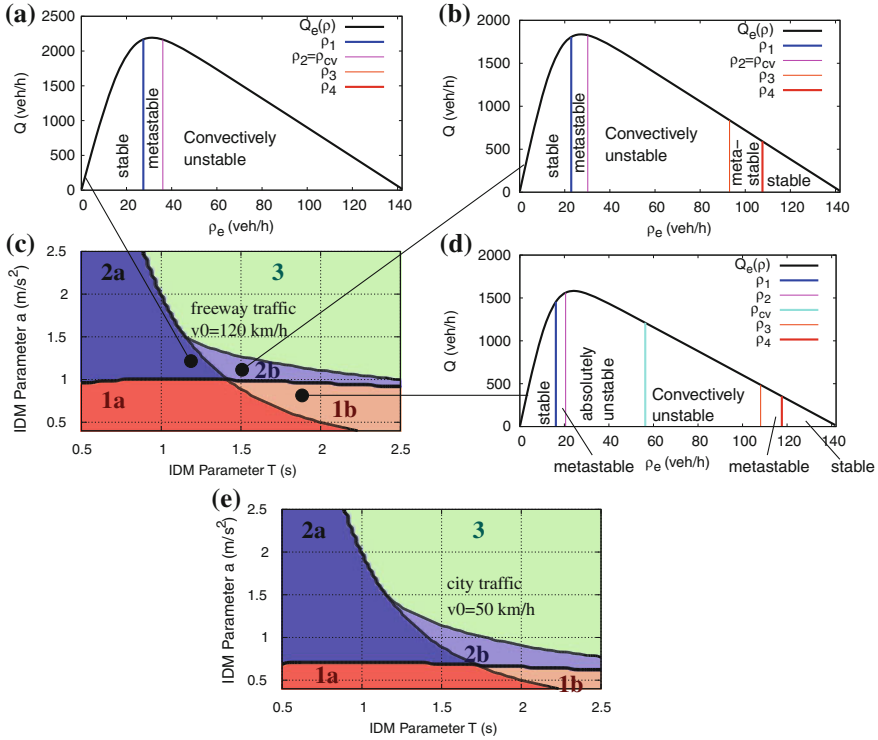 (a)
2500
2000
1500
1000
500
0
Q (veh/h)
0 20 40 60 80 100 120 140
ρe (veh/h)
Qe(ρ)
ρ1
ρ2=ρcv
ρ3
ρ4
stable
metastable
Convectively
unstable
(b)
2000
1500
1000
500
0
Q (veh/h)
0 20 40 60 80 100 120 140
ρe (veh/h)
Qe(ρ)
ρ1
ρ2=ρcv
ρ3
ρ4
stable
metastable
Convectively
unstable
meta-
stable
stable
(c)
2.5
2
1.5
1
0.5
IDM Parameter a (m/s²)
0.5 1 1.5 2 2.5
IDM Parameter T (s)
2a
3
freeway traffic
v0=120 km/h
2b
1a
1b
(d)
2000
1500
1000
500
0
Q (veh/h)
0 20 40 60 80 100 120 140
ρe (veh/h)
Qe(ρ)
ρ1
ρ2
ρcv
ρ3
ρ4
stable
absolutely
unstable
Convectively
unstable
metastable
metastable
stable
(e)
2.5
2
1.5
1
0.5
IDM Parameter a (m/s²)
0.5 1 1.5 2 2.5
IDM Parameter T (s)
2a
3
city traffic
v0=50 km/h
2b
1a
1b